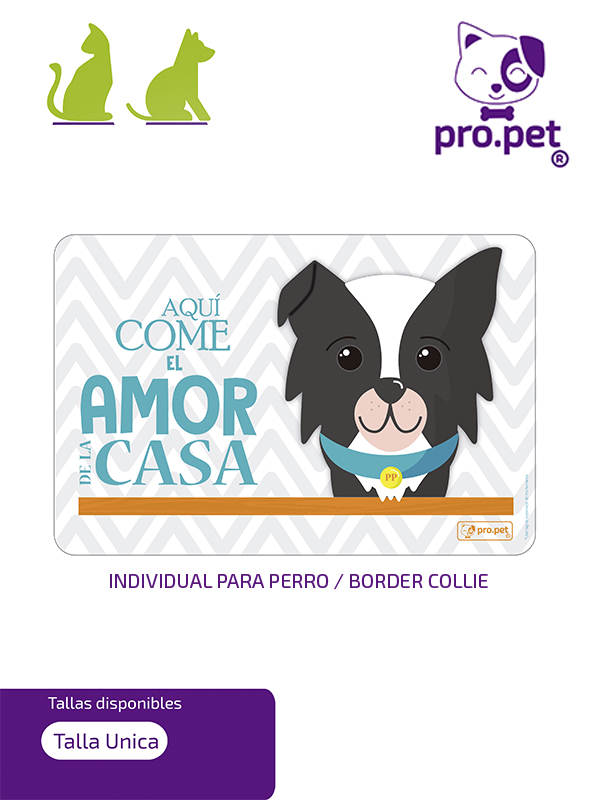 pro.pet
®
AQUÍ
COME
EL
AMOR
DE LA
CASA
PP
pro.pet
INDIVIDUAL PARA PERRO / BORDER COLLIE
Tallas disponibles
Talla Unica